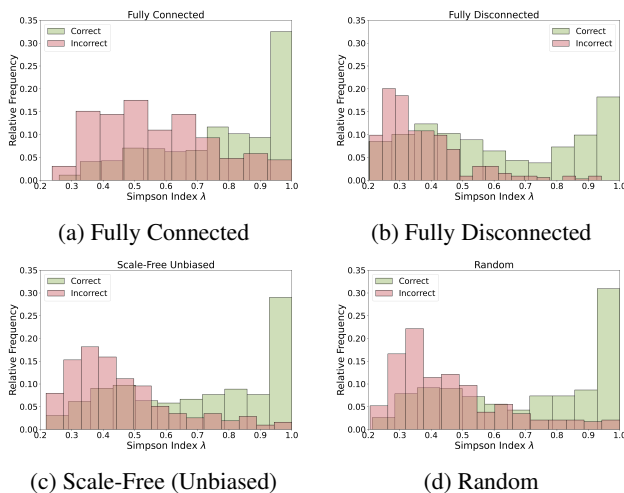 Fully Connected
Relative Frequency
0.35
0.30
0.25
0.20
0.15
0.10
0.05
0.00
Correct
Incorrect
0.2 0.3 0.4 0.5 0.6 0.7 0.8 0.9 1.0
Simpson Index λ
(a) Fully Connected
Fully Disconnected
Relative Frequency
0.35
0.30
0.25
0.20
0.15
0.10
0.05
0.00
Correct
Incorrect
0.2 0.3 0.4 0.5 0.6 0.7 0.8 0.9 1.0
Simpson Index λ
(b) Fully Disconnected
Scale-Free Unbiased
Relative Frequency
0.35
0.30
0.25
0.20
0.15
0.10
0.05
0.00
Correct
Incorrect
0.2 0.3 0.4 0.5 0.6 0.7 0.8 0.9 1.0
Simpson Index λ
(c) Scale-Free (Unbiased)
Random
Relative Frequency
0.35
0.30
0.25
0.20
0.15
0.10
0.05
0.00
Correct
Incorrect
0.2 0.3 0.4 0.5 0.6 0.7 0.8 0.9 1.0
Simpson Index λ
(d) Random